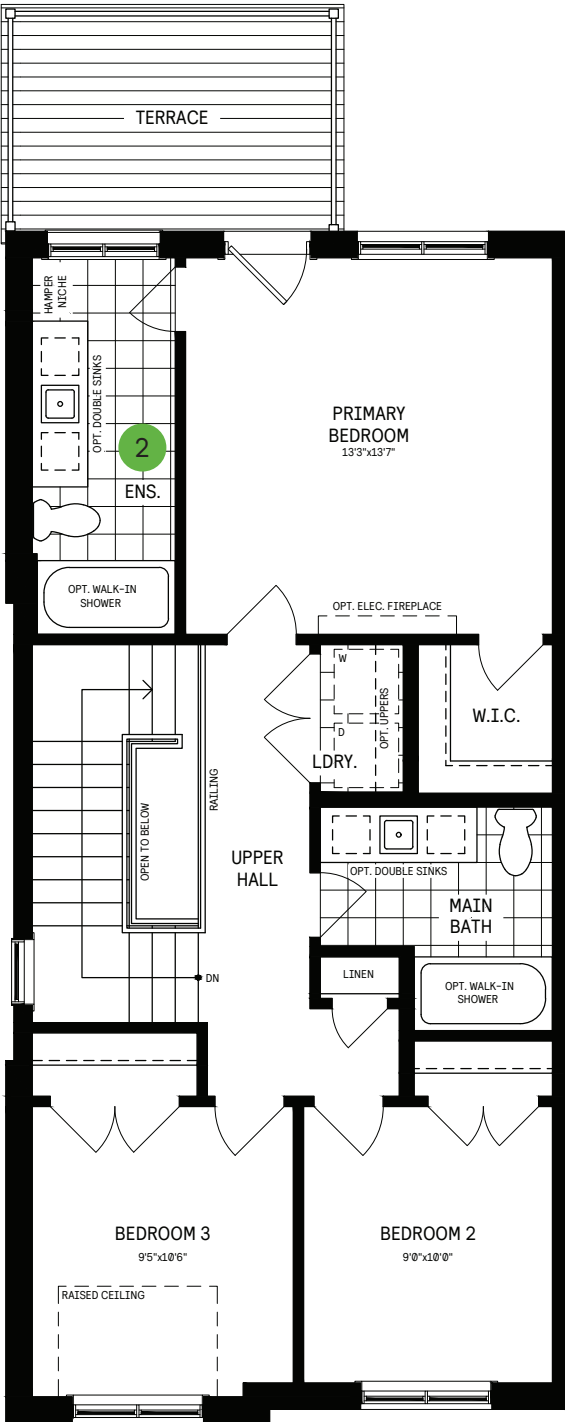 TERRACE
HAMPER
NICHE
OPT. DOUBLE SINKS
2
ENS.
OPT. WALK-IN
SHOWER
PRIMARY
BEDROOM
13'3"x13'7"
OPT. ELEC. FIREPLACE
W
D
OPT. UPPERS
LDRY.
W.I.C.
RAILING
OPEN TO BELOW
UPPER
HALL
DN
OPT. DOUBLE SINKS
MAIN
BATH
LINEN
OPT. WALK-IN
SHOWER
BEDROOM 3
9'5"x10'6"
RAISED CEILING
BEDROOM 2
9'0"x10'0"